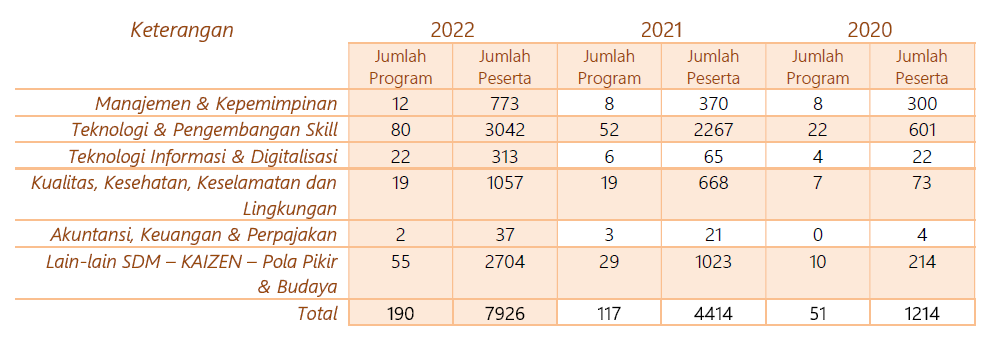 Keterangan 2022 2021 2020
Jumlah Jumlah Jumlah Jumlah Jumlah Jumlah
Program Peserta Program Peserta Program Peserta
Manajemen & Kepemimpinan 12 773 8 370 8 300
Teknologi & Pengembangan Skill 80 3042 52 2267 22 601
Teknologi Informasi & Digitalisasi 22 313 6 65 4 22
Kualitas, Kesehatan, Keselamatan dan 19 1057 19 668 7 73
Lingkungan
Akuntansi, Keuangan & Perpajakan 2 37 3 21 0 4
Lain-lain SDM – KAIZEN – Pola Pikir 55 2704 29 1023 10 214
& Budaya
Total 190 7926 117 4414 51 1214